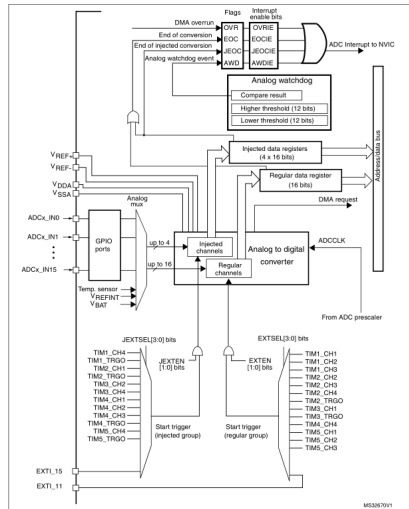 Flags
Interrupt
enable bits
DMA overrun
OVR
OVRIE
End of conversion
EOC
EOCIE
End of injected conversion
JEOC
JEOCIE
ADC Interrupt to NVIC
Analog watchdog event
AWD
AWDIE
Analog watchdog
Compare result
Higher threshold (12 bits)
Lower threshold (12 bits)
Address/data bus
Injected data registers
(4 x 16 bits)
Regular data register
(16 bits)
VREF+
VREF-
VDDA
VSSA
DMA request
Analog
mux
ADCx_IN0
ADCx_IN1
ADCx_IN15
GPIO
ports
up to 4
Injected
channels
up to 16
Regular
channels
Analog to digital
converter
ADCCLK
Temp. sensor
VREFINT
VBAT
From ADC prescaler
JEXTSEL[3:0] bits
EXTSEL[3:0] bits
TIM1_CH4
TIM1_TRGO
TIM2_CH1
TIM2_TRGO
TIM3_CH2
TIM3_CH4
TIM4_CH1
TIM4_CH2
TIM4_CH3
TIM4_TRGO
TIM5_CH4
TIM5_TRGO
JEXTEN
[1:0] bits
EXTEN
[1:0] bits
Start trigger
(injected group)
Start trigger
(regular group)
TIM1_CH1
TIM1_CH2
TIM1_CH3
TIM2_CH2
TIM2_CH3
TIM2_CH4
TIM2_TRGO
TIM3_CH1
TIM3_TRGO
TIM4_CH4
TIM5_CH1
TIM5_CH2
TIM5_CH3
EXTI_15
EXTI_11
MS32670V1